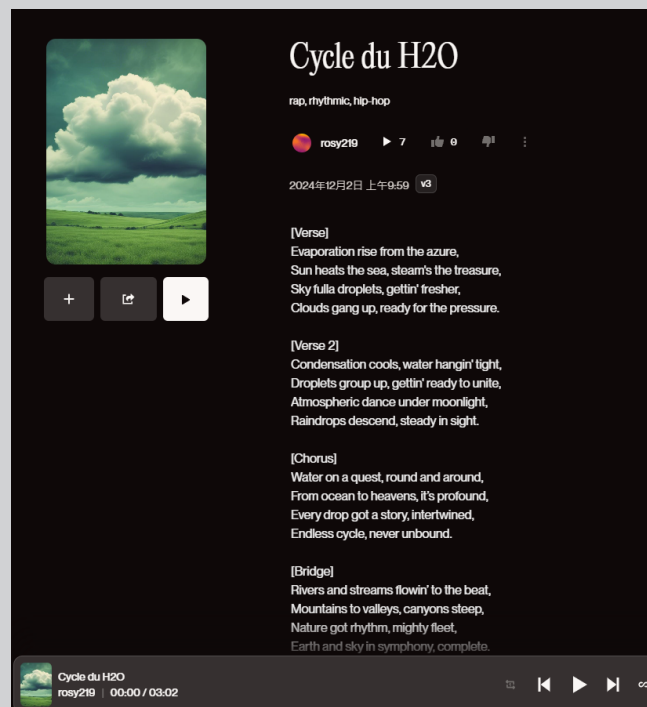 Cycle du H2O
rap, rhythmic, hip-hop
rosy219 7 0
2024年12月2日 上午9:59 v3
[Verse]
Evaporation rise from the azure,
Sun heats the sea, steam's the treasure,
Sky fulla droplets, gettin' fresher,
Clouds gang up, ready for the pressure.
[Verse 2]
Condensation cools, water hangin' tight,
Droplets group up, gettin' ready to unite,
Atmospheric dance under moonlight,
Raindrops descend, steady in sight.
[Chorus]
Water on a quest, round and around,
From ocean to heavens, it's profound,
Every drop got a story, intertwined,
Endless cycle, never unbound.
[Bridge]
Rivers and streams flowin' to the beat,
Mountains to valleys, canyons steep,
Nature got rhythm, mighty fleet,
Earth and sky in symphony, complete.
Cycle du H2O
rosy219 | 00:00 / 03:02